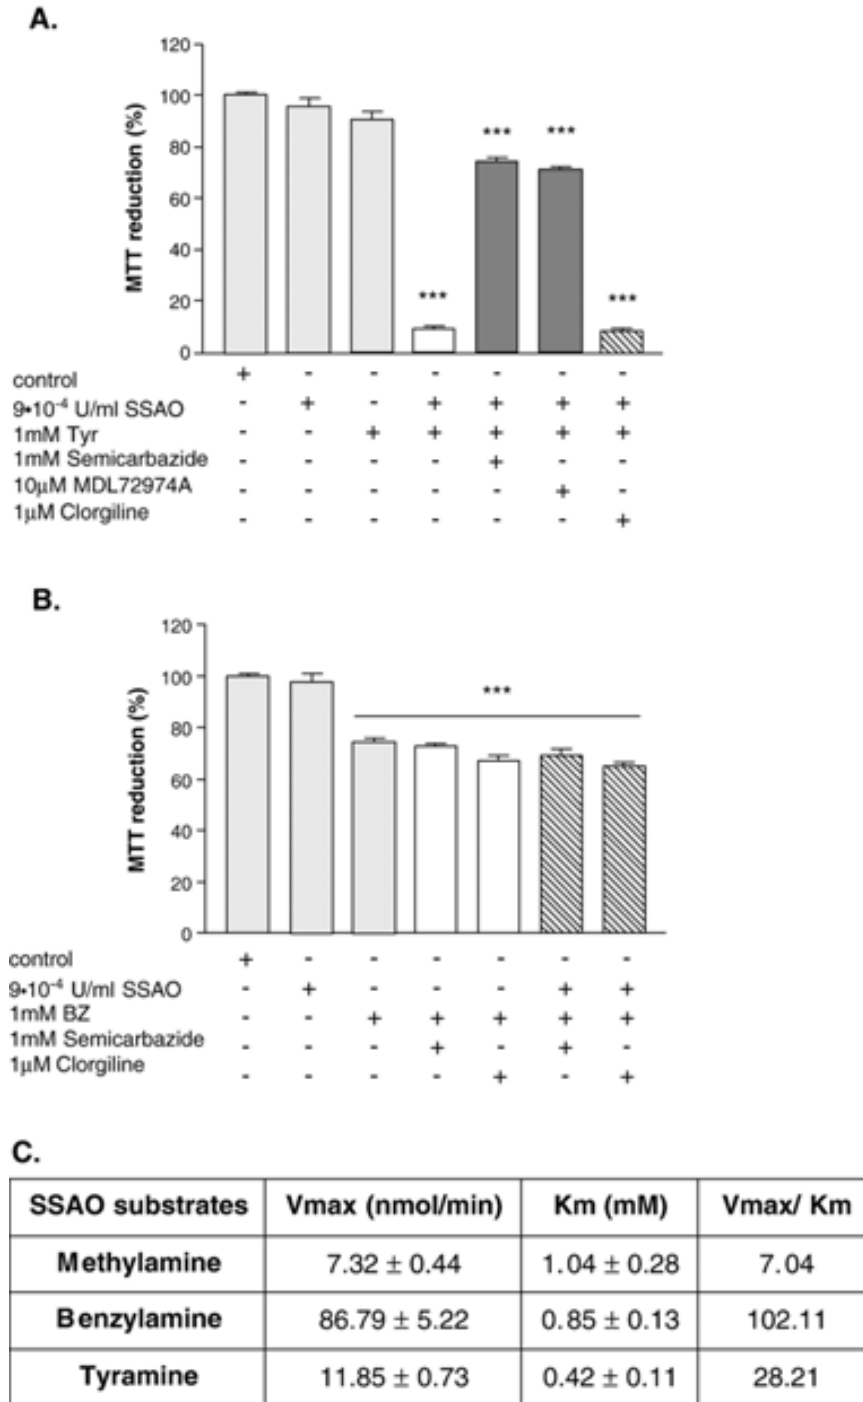 A.
120
100
80
60
40
20
0
MTT reduction (%)
*** *** *** ***
control + - - - - - -
9•10⁻⁴ U/ml SSAO - + - + + + +
1mM Tyr - - + + + + +
1mM Semicarbazide - - - - + - -
10µM MDL72974A - - - - - + -
1µM Clorgiline - - - - - - +
B.
120
100
80
60
40
20
0
MTT reduction (%)
***
control + - - - - - -
9•10⁻⁴ U/ml SSAO - + - - - + +
1mM BZ - - + + + + +
1mM Semicarbazide - - - + - + -
1µM Clorgiline - - - - + - +
C.
SSAO substrates Vmax (nmol/min) Km (mM) Vmax/ Km
Methylamine 7.32 ± 0.44 1.04 ± 0.28 7.04
Benzylamine 86.79 ± 5.22 0.85 ± 0.13 102.11
Tyramine 11.85 ± 0.73 0.42 ± 0.11 28.21